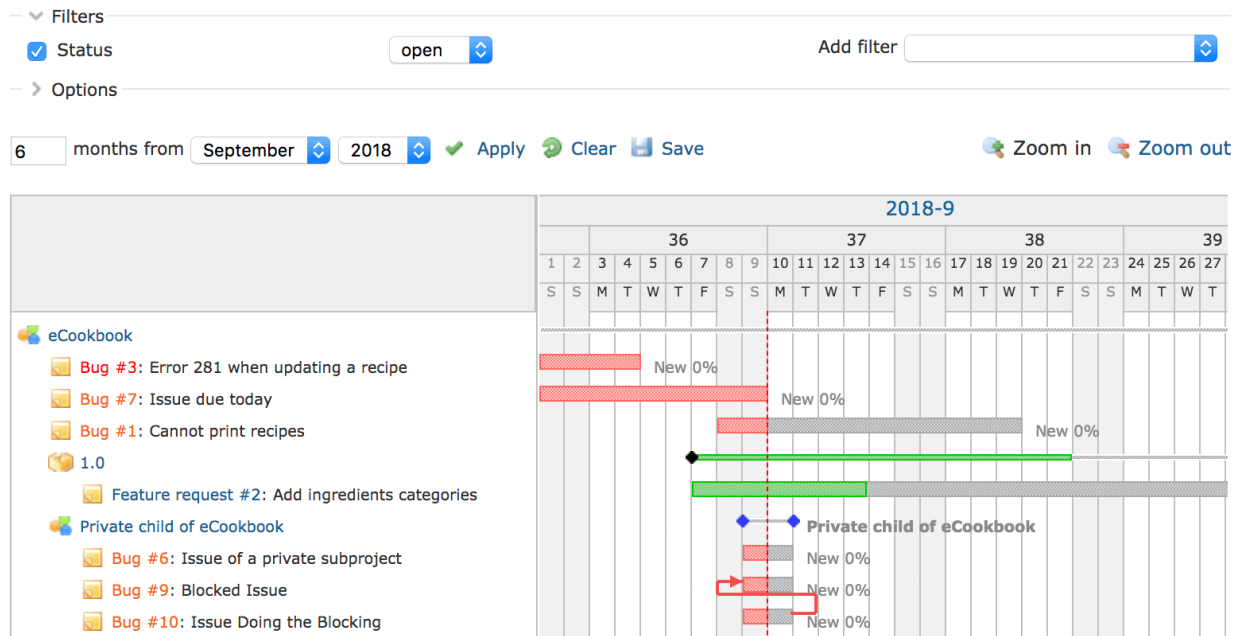 Filters
Status open Add filter
Options
6 months from September 2018 Apply Clear Save Zoom in Zoom out
2018-9
36 37 38 39
1 2 3 4 5 6 7 8 9 10 11 12 13 14 15 16 17 18 19 20 21 22 23 24 25 26 27
S S M T W T F S S M T W T F S S M T W T F S S M T W T
eCookbook
Bug #3: Error 281 when updating a recipe New 0%
Bug #7: Issue due today New 0%
Bug #1: Cannot print recipes New 0%
1.0
Feature request #2: Add ingredients categories
Private child of eCookbook Private child of eCookbook
Bug #6: Issue of a private subproject New 0%
Bug #9: Blocked Issue New 0%
Bug #10: Issue Doing the Blocking New 0%